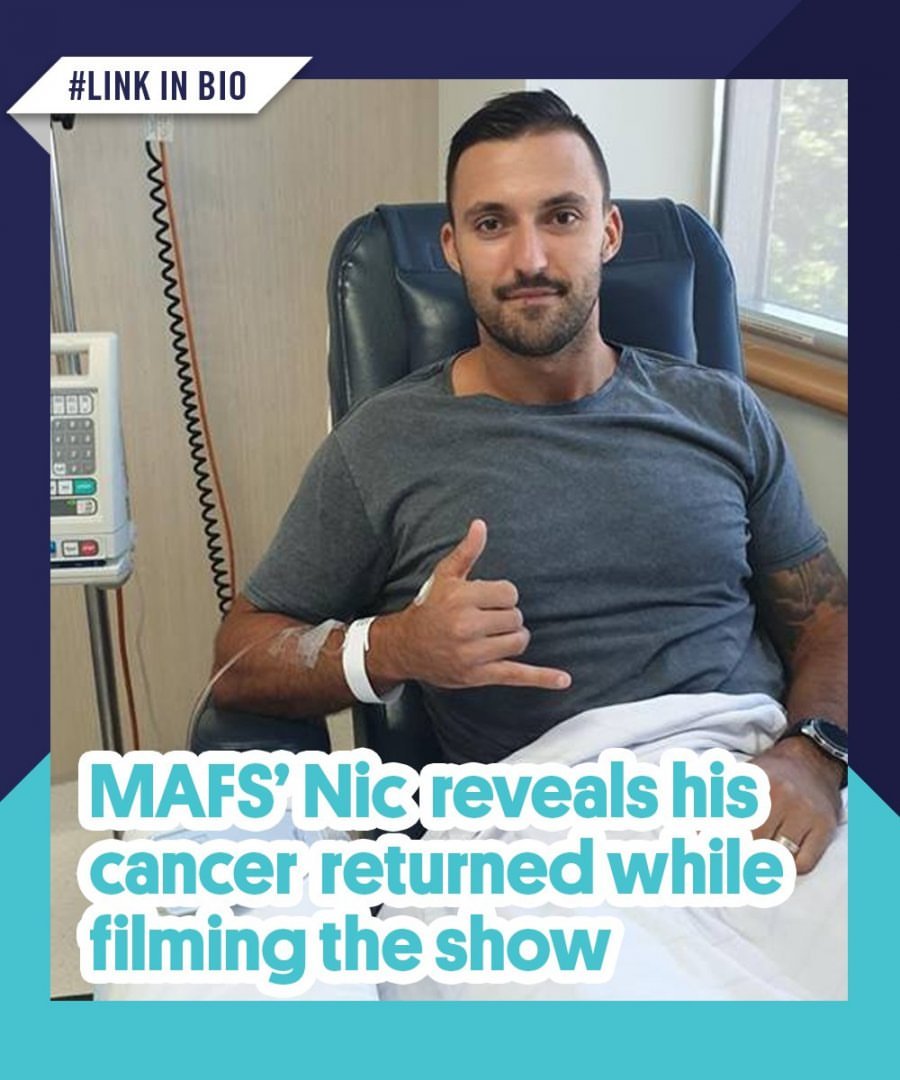 #LINK IN BIO
MAFS' Nic reveals his
cancer returned while
filming the show